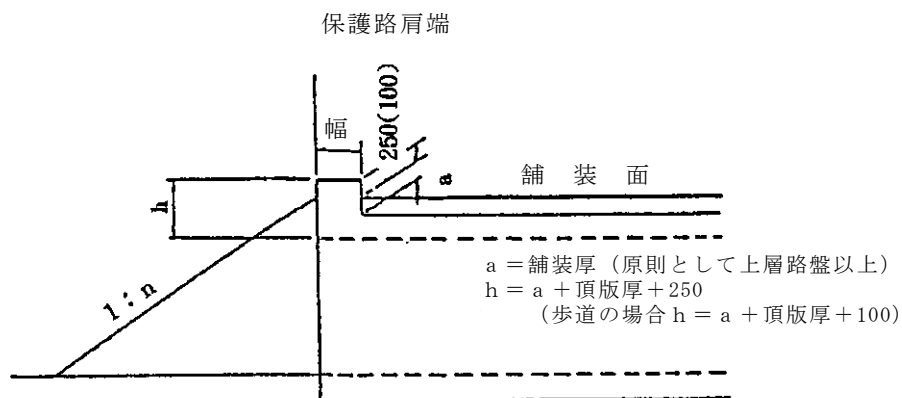 保護路肩端
幅
250(100)
a
舗 装 面
h
1:n
a=舗装厚(原則として上層路盤以上)
h=a+頂版厚+250
(歩道の場合h=a+頂版厚+100)